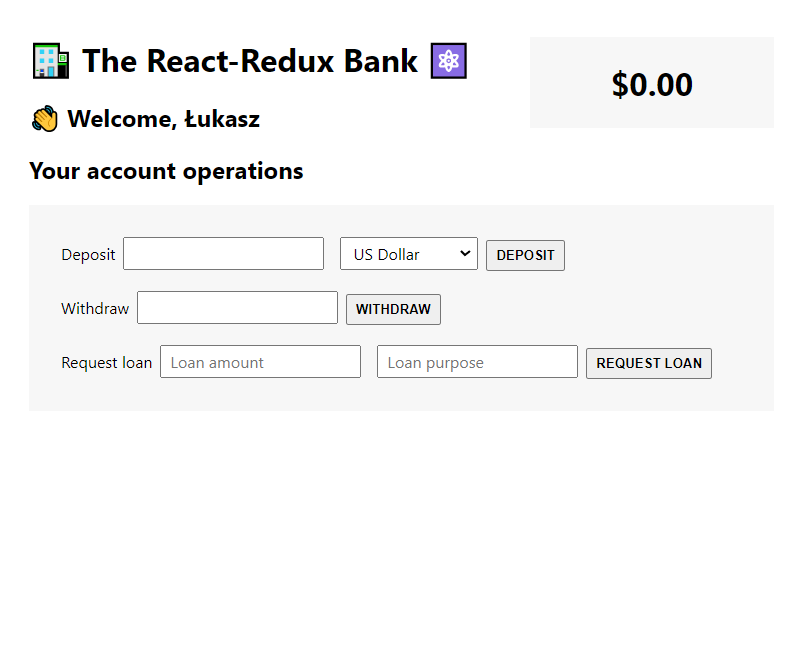 The React-Redux Bank
$0.00
Welcome, Łukasz
Your account operations
Deposit US Dollar DEPOSIT
Withdraw WITHDRAW
Request loan Loan amount Loan purpose REQUEST LOAN